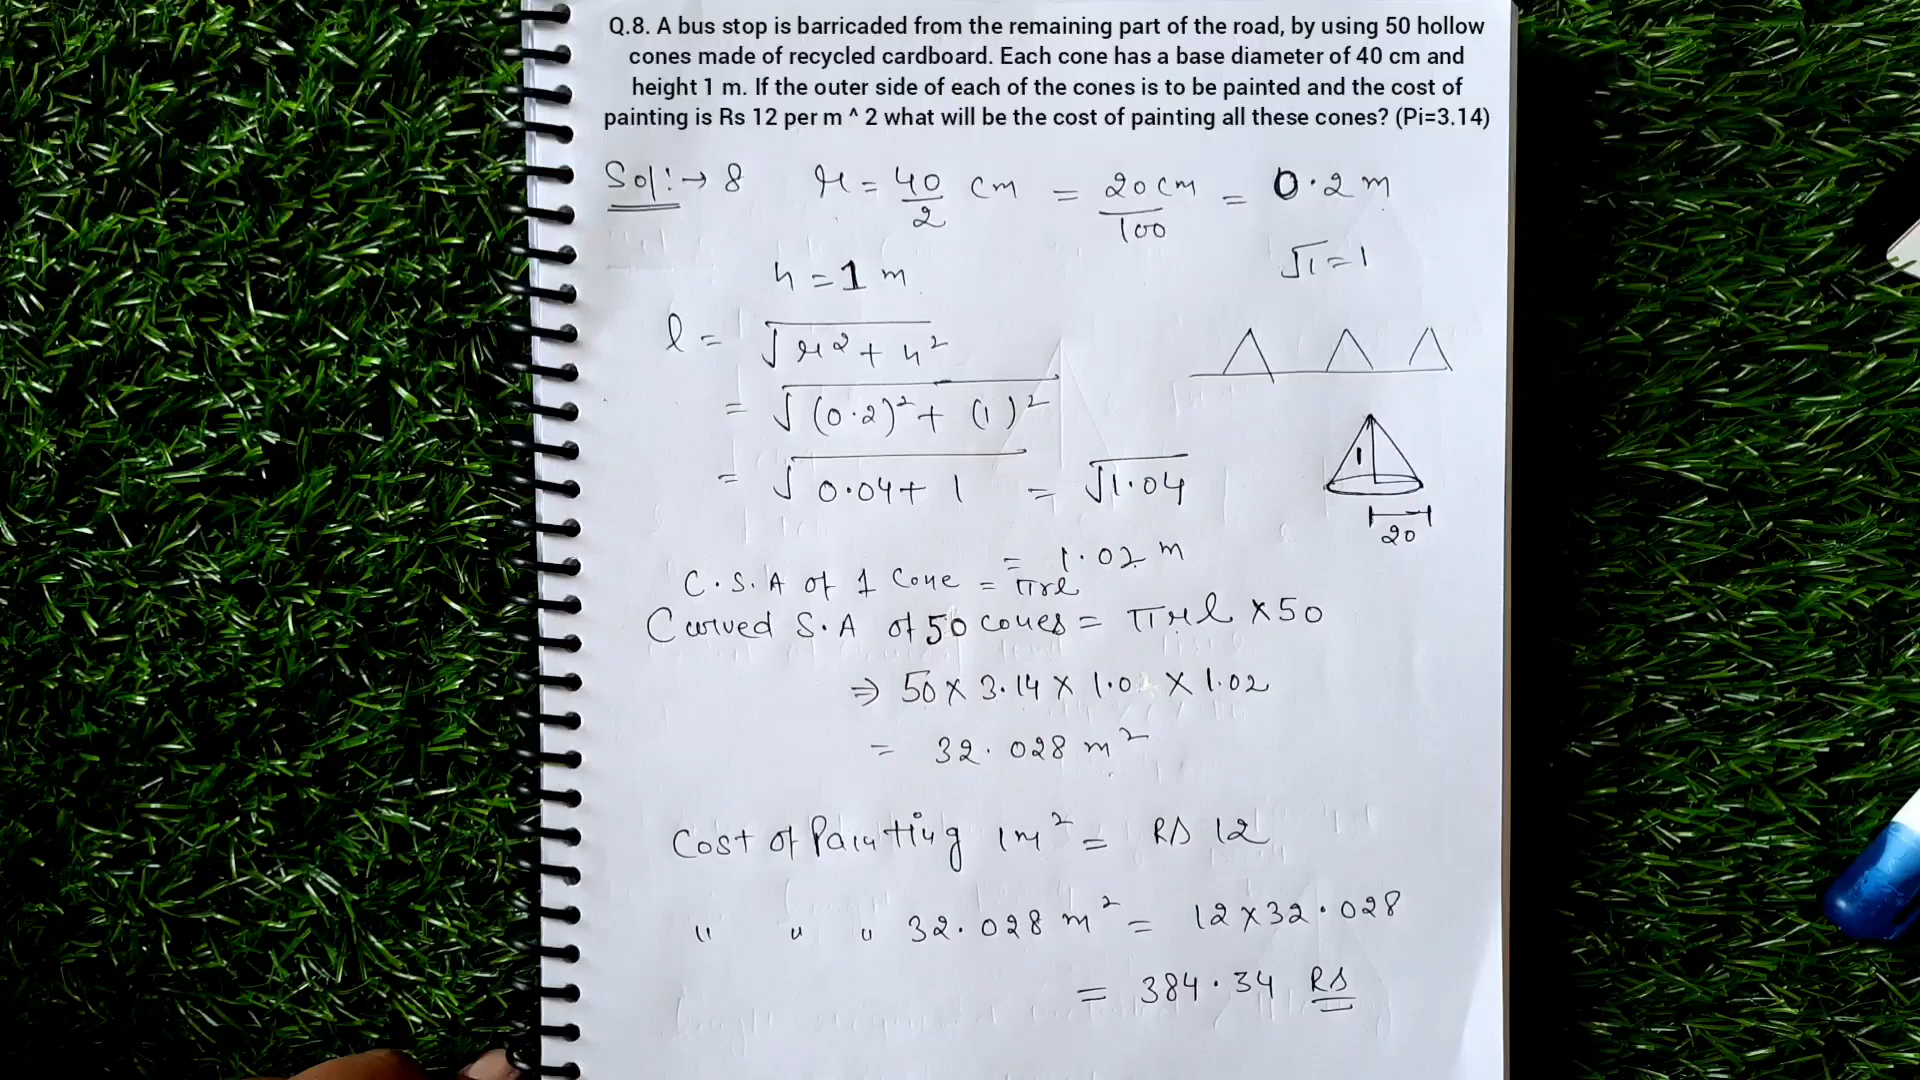 Q.8. A bus stop is barricaded from the remaining part of the road, by using 50 hollow
cones made of recycled cardboard. Each cone has a base diameter of 40 cm and
height 1 m. If the outer side of each of the cones is to be painted and the cost of
painting is Rs 12 per m ^ 2 what will be the cost of painting all these cones? (Pi=3.14)
Sol:→ 8 r = 40/2 cm = 20cm/100 = 0.2 m
h = 1 m √1 = 1
l = √r² + h²
= √(0.2)² + (1)²
= √0.04 + 1 = √1.04
1
20
= 1.02 m
C.S.A of 1 Cone = πrl
Curved S.A of 50 cones = πrl × 50
⇒ 50 × 3.14 × 1.0 × 1.02
= 32.028 m²
Cost of Painting 1m² = Rs 12
" " " 32.028 m² = 12 × 32.028
= 384.34 Rs